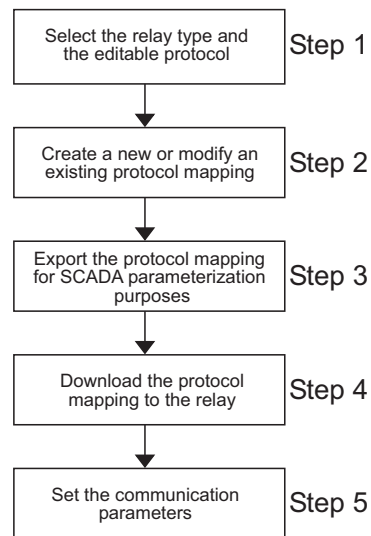 Select the relay type and
the editable protocol
Step 1
Create a new or modify an
existing protocol mapping
Step 2
Export the protocol mapping
for SCADA parameterization
purposes
Step 3
Download the protocol
mapping to the relay
Step 4
Set the communication
parameters
Step 5